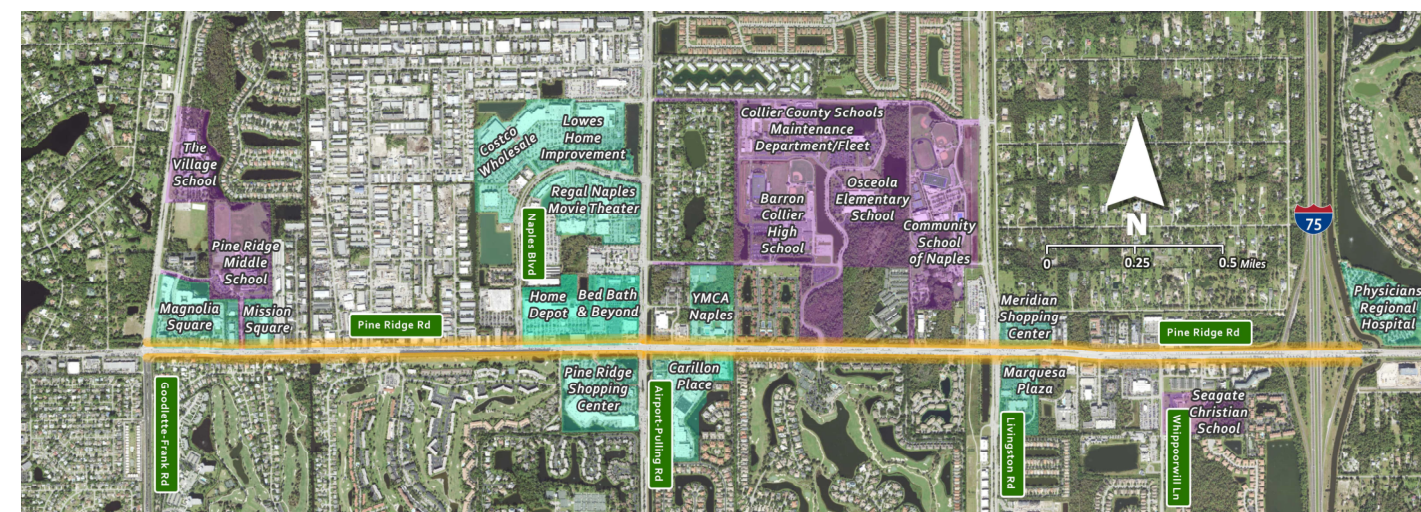 The
Village
School
Pine Ridge
Middle
School
Magnolia
Square
Mission
Square
Pine Ridge Rd
Goodlette-Frank Rd
Costco
Wholesale
Lowes
Home
Improvement
Regal Naples
Movie Theater
Naples Blvd
Home
Depot
Bed Bath
& Beyond
Pine Ridge
Shopping
Center
YMCA
Naples
Carillon
Place
Airport-Pulling Rd
Collier County Schools
Maintenance
Department/Fleet
Barron
Collier
High
School
Osceola
Elementary
School
Community
School
of Naples
N
0 0.25 0.5 Miles
Meridian
Shopping
Center
Marquesa
Plaza
Livingston Rd
Pine Ridge Rd
Seagate
Christian
School
Whippoorwill Ln
75
Physicians
Regional
Hospital